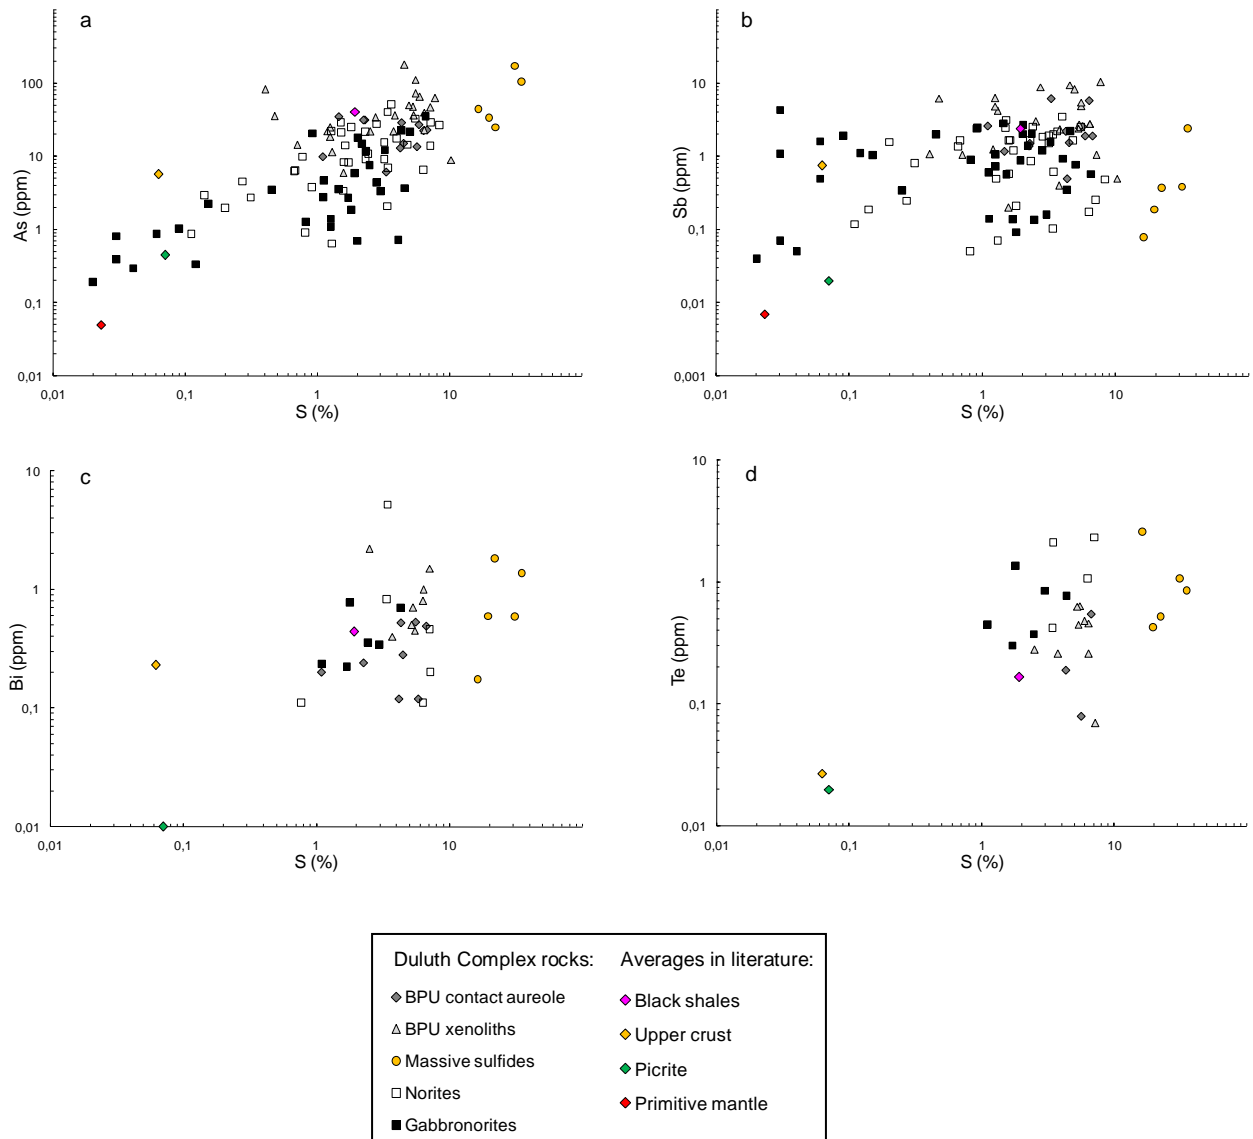 a
100
10
1
0,1
0,01
As (ppm)
0,01
0,1
1
10
S (%)
b
100
10
1
0,1
0,01
0,001
Sb (ppm)
0,01
0,1
1
10
S (%)
c
10
1
0,1
0,01
Bi (ppm)
0,01
0,1
1
10
S (%)
d
10
1
0,1
0,01
Te (ppm)
0,01
0,1
1
10
S (%)
Duluth Complex rocks:
BPU contact aureole
BPU xenoliths
Massive sulfides
Norites
Gabbronorites
Averages in literature:
Black shales
Upper crust
Picrite
Primitive mantle